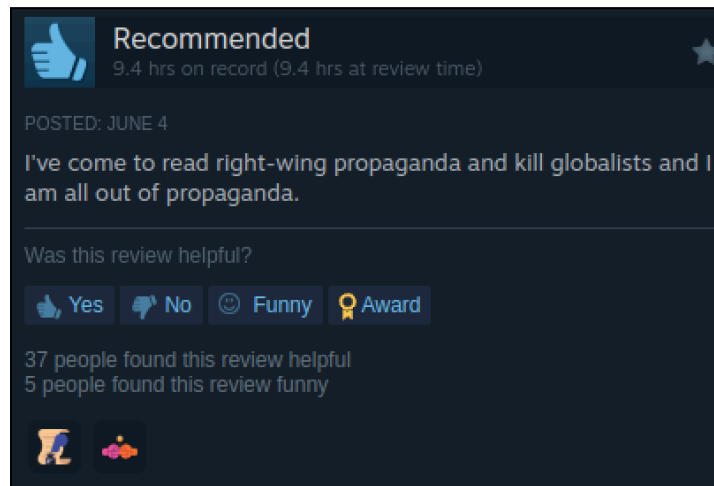 Recommended
9.4 hrs on record (9.4 hrs at review time)
POSTED: JUNE 4
I've come to read right-wing propaganda and kill globalists and I
am all out of propaganda.
Was this review helpful?
Yes No Funny Award
37 people found this review helpful
5 people found this review funny